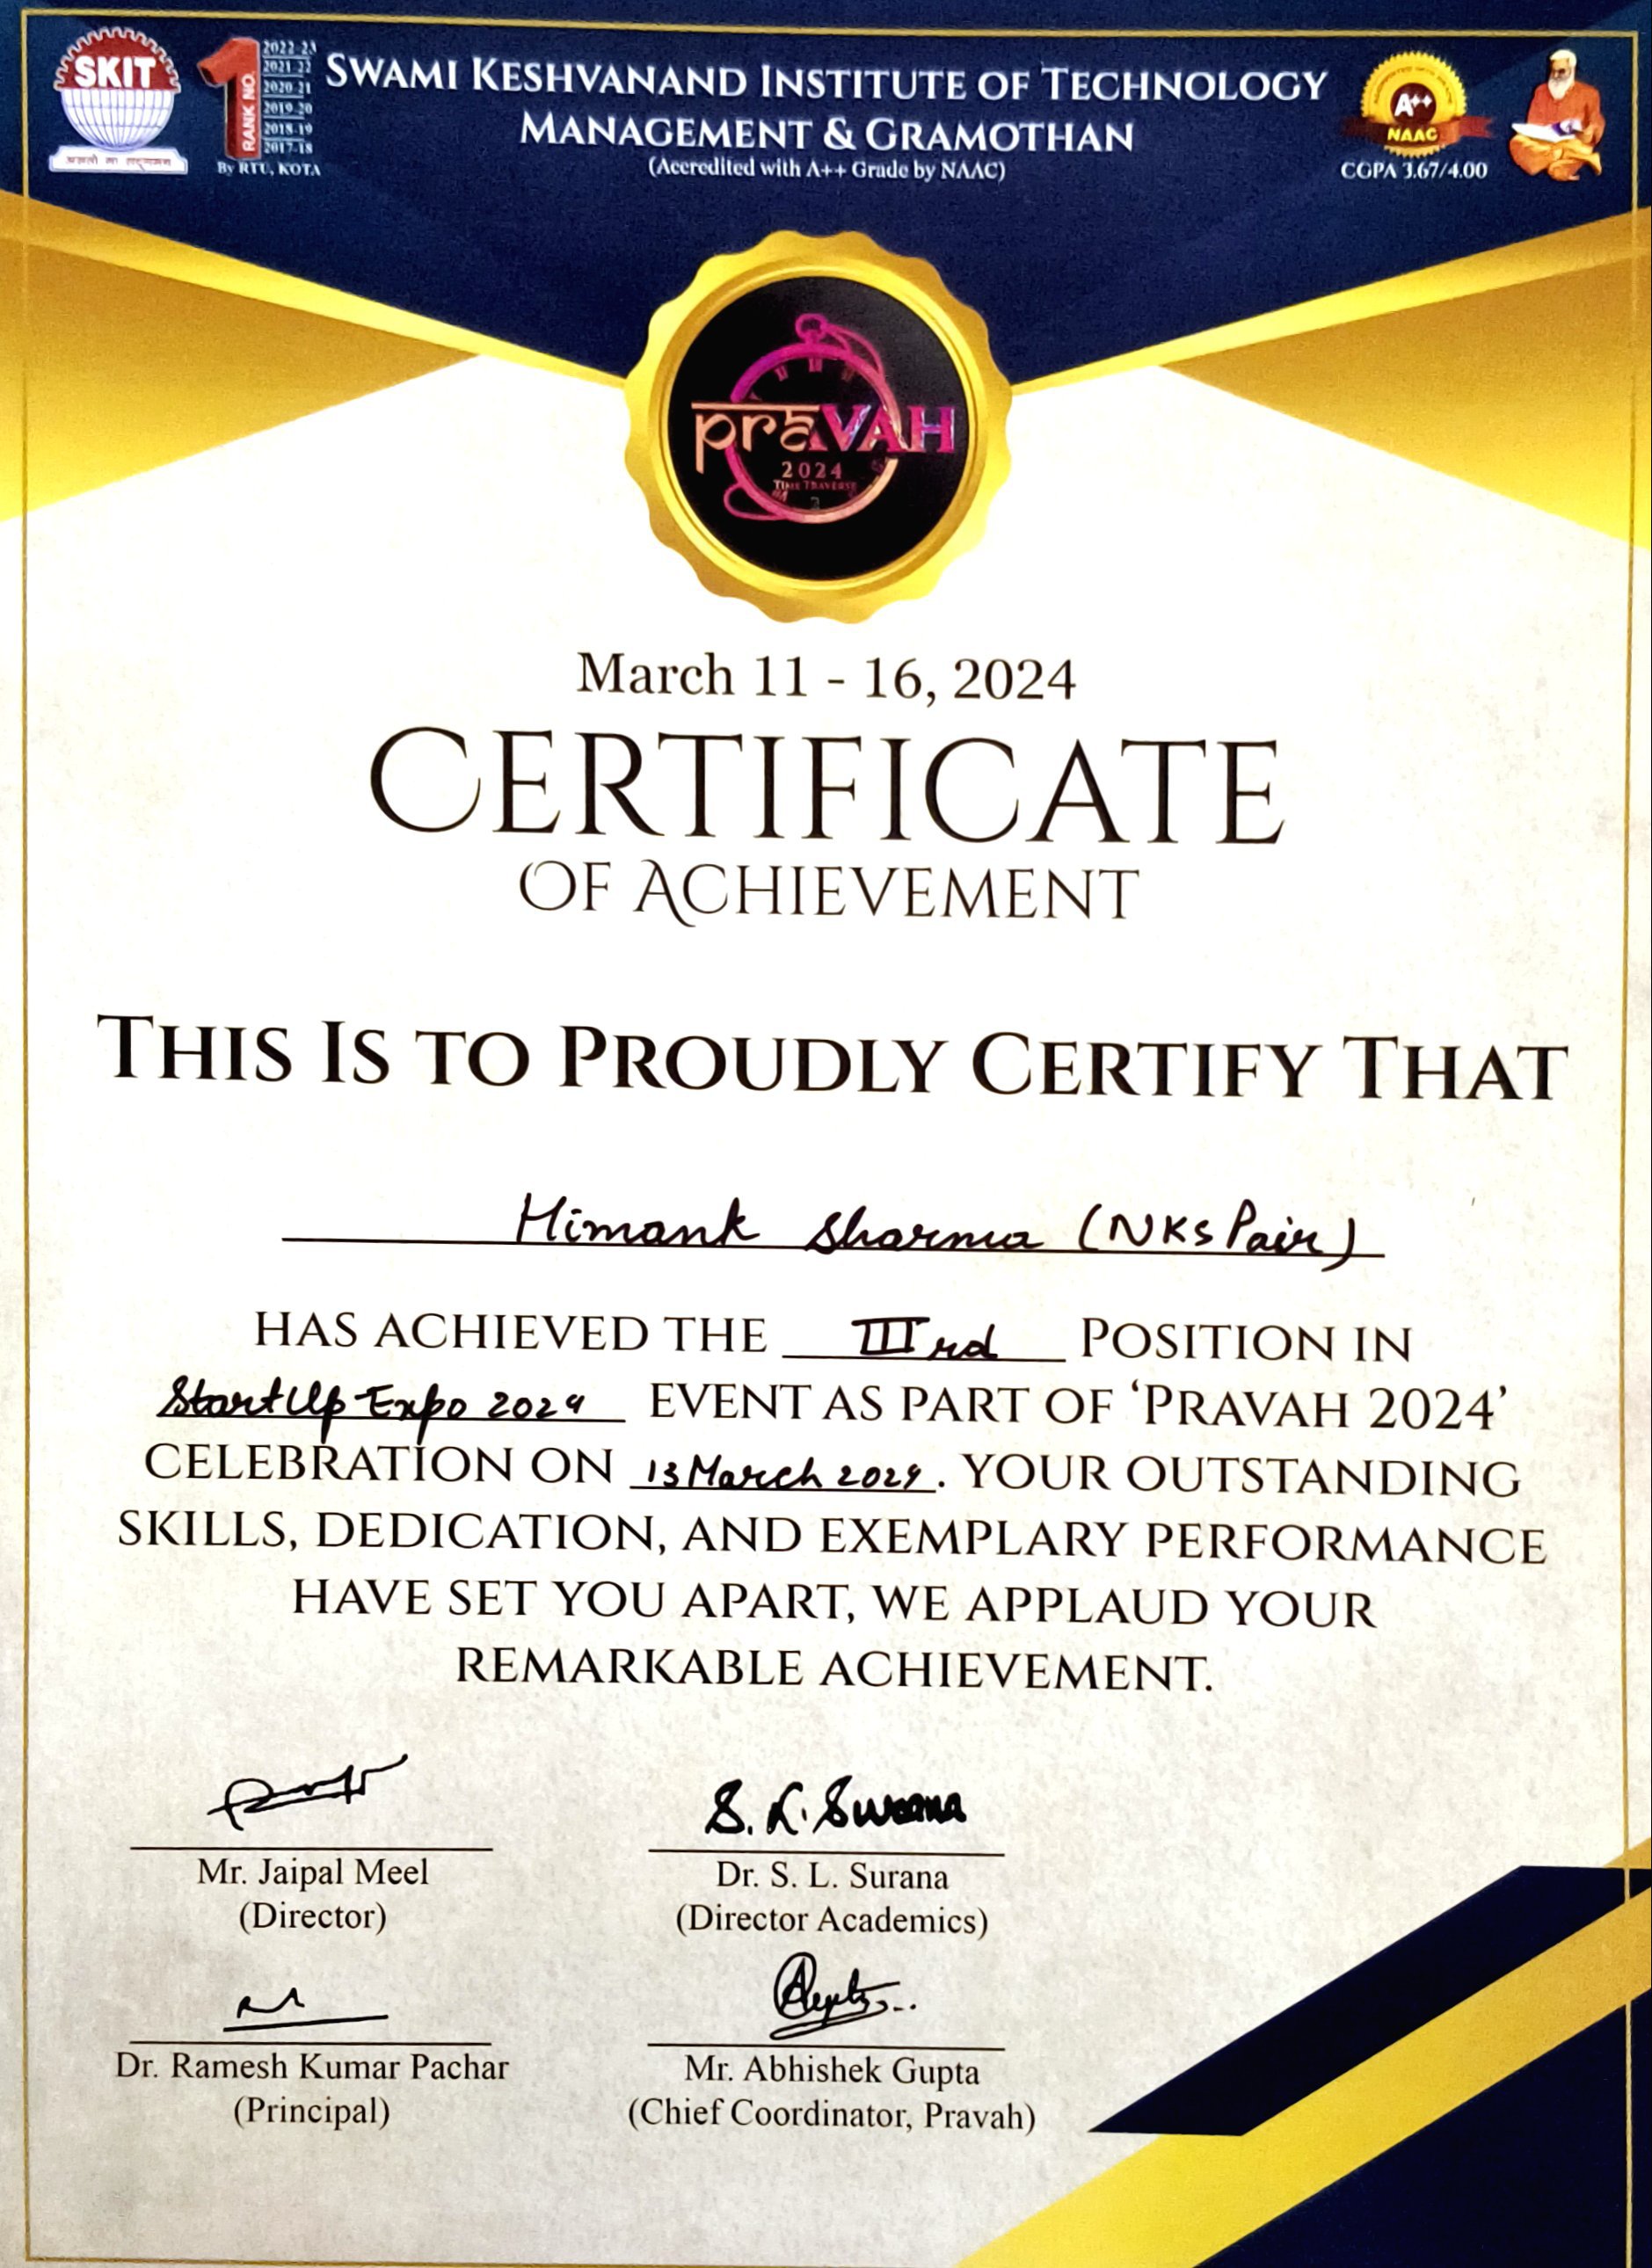 SKIT
असतो मा सद्गमय
RANK NO. 1
2022-23
2021-22
2020-21
2019-20
2018-19
2017-18
By RTU, KOTA
SWAMI KESHVANAND INSTITUTE OF TECHNOLOGY
MANAGEMENT & GRAMOTHAN
(Accredited with A++ Grade by NAAC)
A++
NAAC
CGPA 3.67/4.00
praVAH
2024
TIME TRAVERSE
March 11 - 16, 2024
CERTIFICATE
OF ACHIEVEMENT
THIS IS TO PROUDLY CERTIFY THAT
Himank Sharma (NKS Pair)
HAS ACHIEVED THE IIIrd POSITION IN
StartUp Expo 2024 EVENT AS PART OF ‘PRAVAH 2024’
CELEBRATION ON 13 March 2024. YOUR OUTSTANDING
SKILLS, DEDICATION, AND EXEMPLARY PERFORMANCE
HAVE SET YOU APART, WE APPLAUD YOUR
REMARKABLE ACHIEVEMENT.
S. L. Surana
Mr. Jaipal Meel
(Director)
Dr. S. L. Surana
(Director Academics)
Dr. Ramesh Kumar Pachar
(Principal)
Mr. Abhishek Gupta
(Chief Coordinator, Pravah)